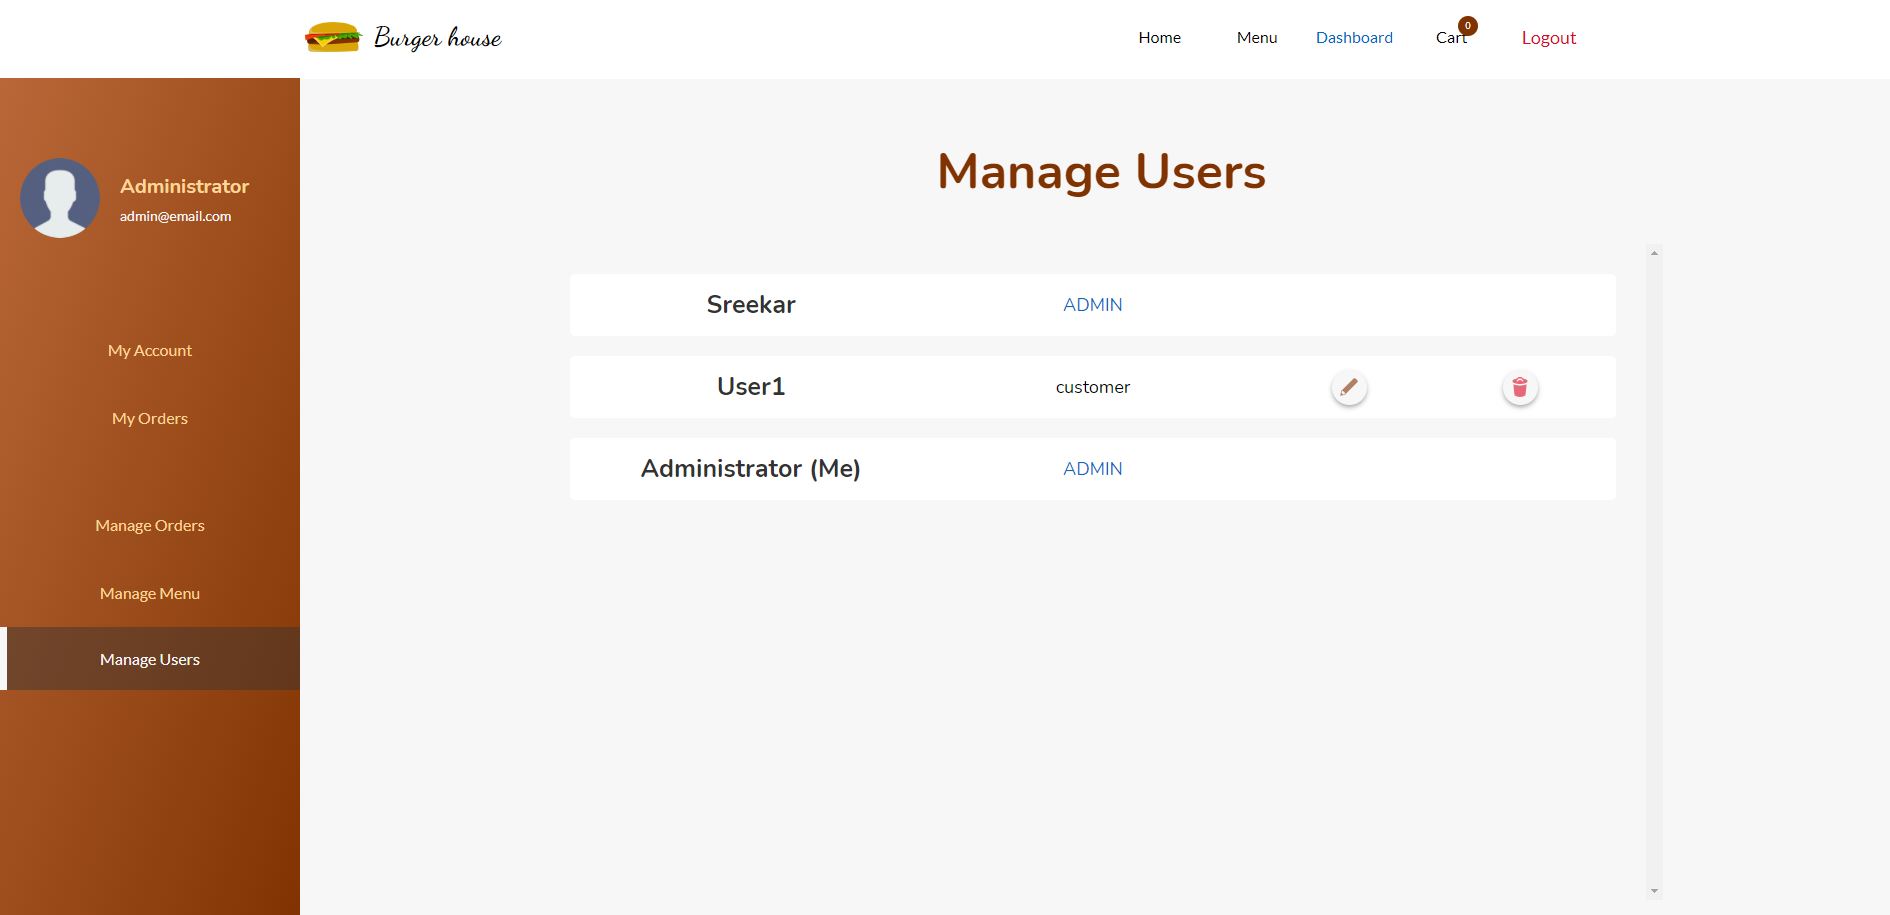 Burger house
Home Menu Dashboard Cart 0 Logout
Administrator
admin@email.com
My Account
My Orders
Manage Orders
Manage Menu
Manage Users
Manage Users
Sreekar ADMIN
User1 customer
Administrator (Me) ADMIN